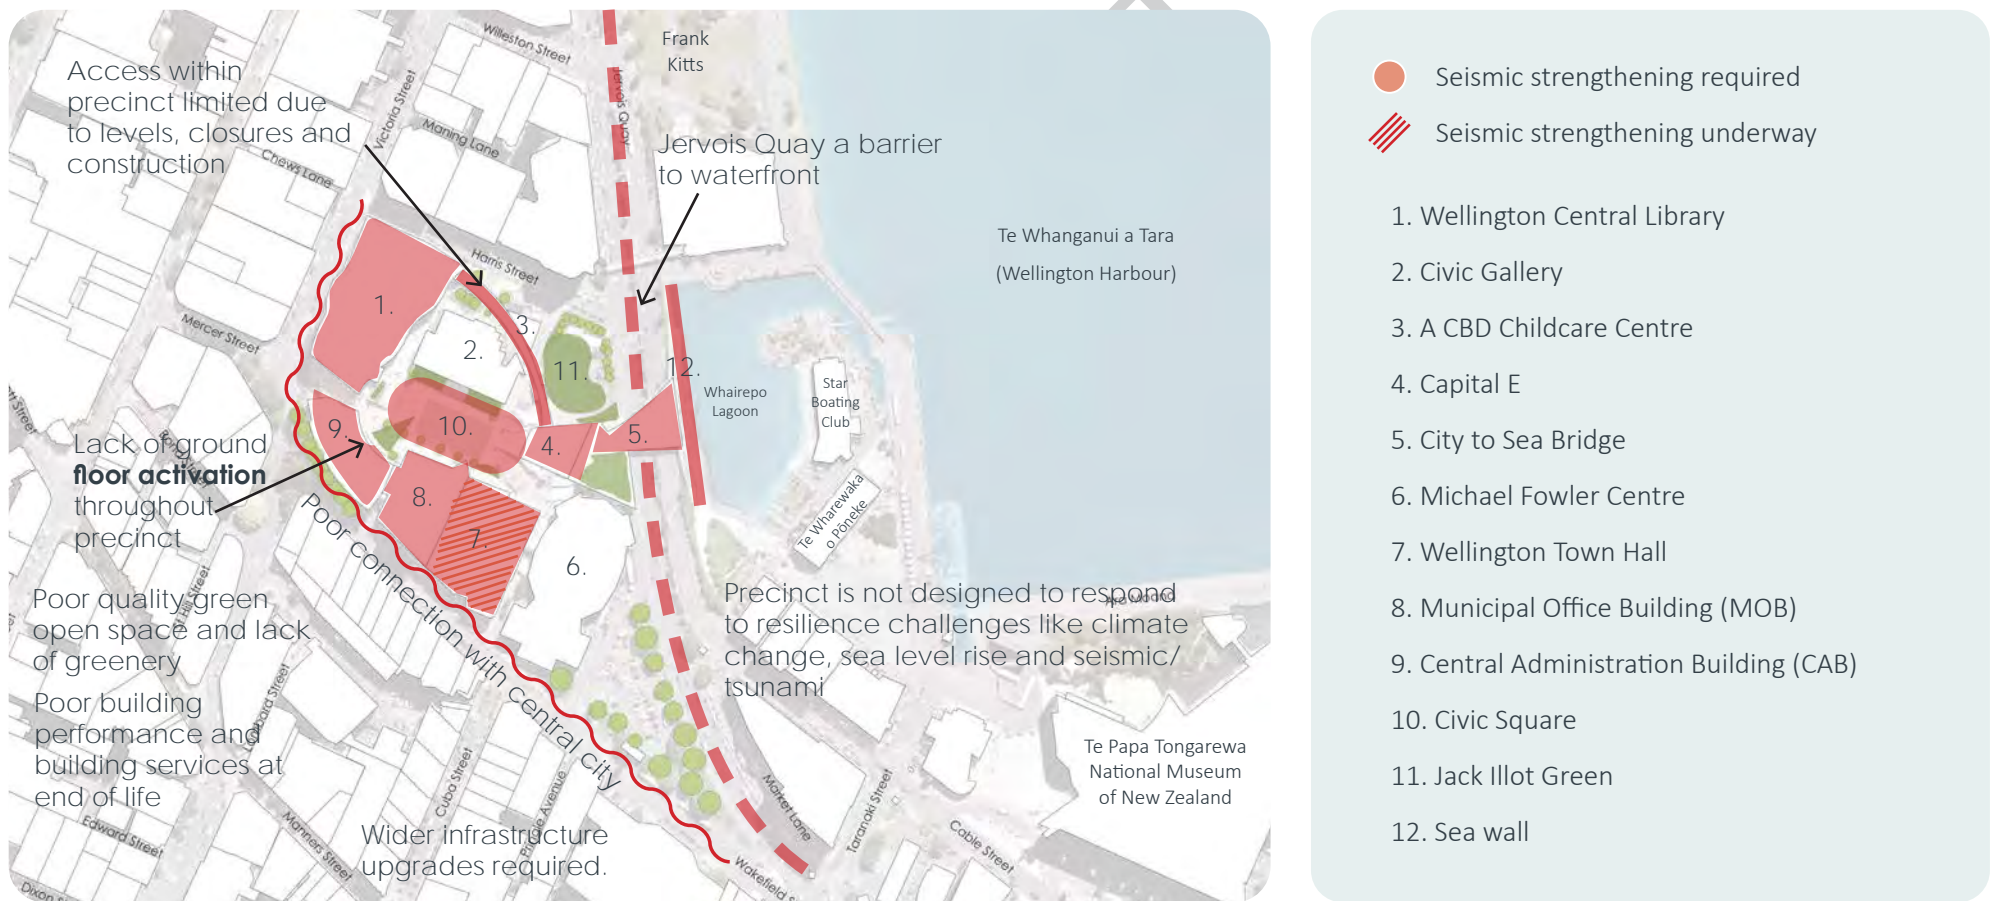 Access within
precinct limited due
to levels, closures and
construction
Willeston Street
Victoria Street
Maning Lane
Chews Lane
Jervois Quay
Frank
Kitts
Jervois Quay a barrier
to waterfront
Te Whanganui a Tara
(Wellington Harbour)
Harris Street
Mercer Street
1.
2.
3.
11.
12.
Whairepo
Lagoon
Star
Boating
Club
9.
10.
4.
5.
8.
7.
6.
Te Wharewaka
o Pōneke
Lack of ground
floor activation
throughout
precinct
Poor connection with central city
Poor quality green
open space and lack
of greenery
Poor building
performance and
building services at
end of life
Precinct is not designed to respond
to resilience challenges like climate
change, sea level rise and seismic/
tsunami
Te Papa Tongarewa
National Museum
of New Zealand
Wider infrastructure
upgrades required.
Edward Street
Manners Street
Cuba Street
Market Lane
Taranaki Street
Cable Street
Seismic strengthening required
Seismic strengthening underway
1. Wellington Central Library
2. Civic Gallery
3. A CBD Childcare Centre
4. Capital E
5. City to Sea Bridge
6. Michael Fowler Centre
7. Wellington Town Hall
8. Municipal Office Building (MOB)
9. Central Administration Building (CAB)
10. Civic Square
11. Jack Illot Green
12. Sea wall